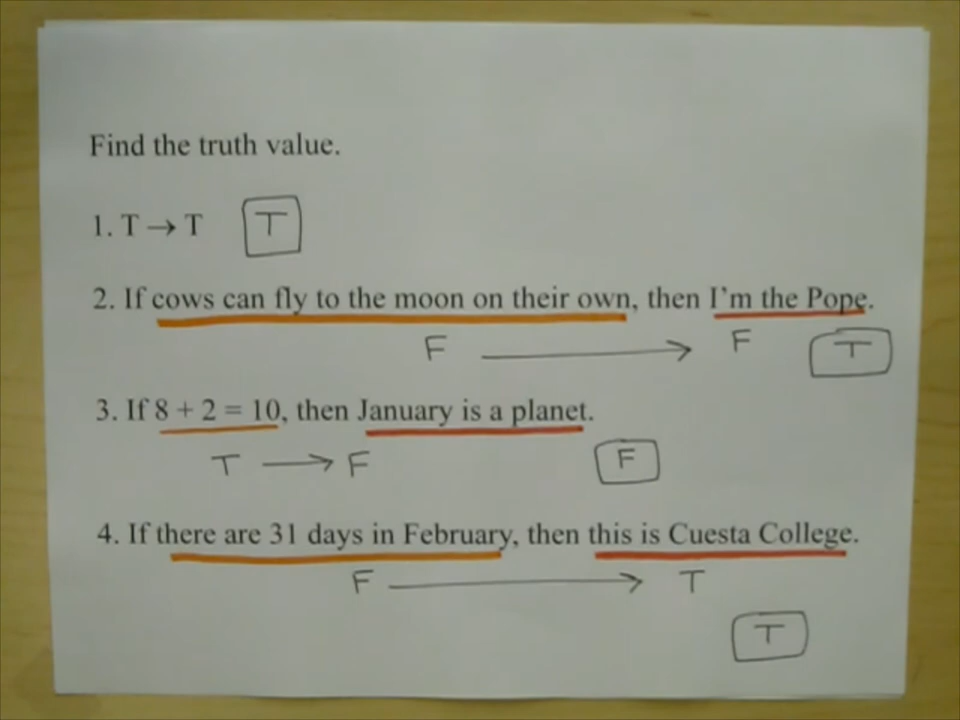 Find the truth value.
1. T → T T
2. If cows can fly to the moon on their own, then I'm the Pope.
F → F T
3. If 8 + 2 = 10, then January is a planet.
T → F F
4. If there are 31 days in February, then this is Cuesta College.
F → T
T